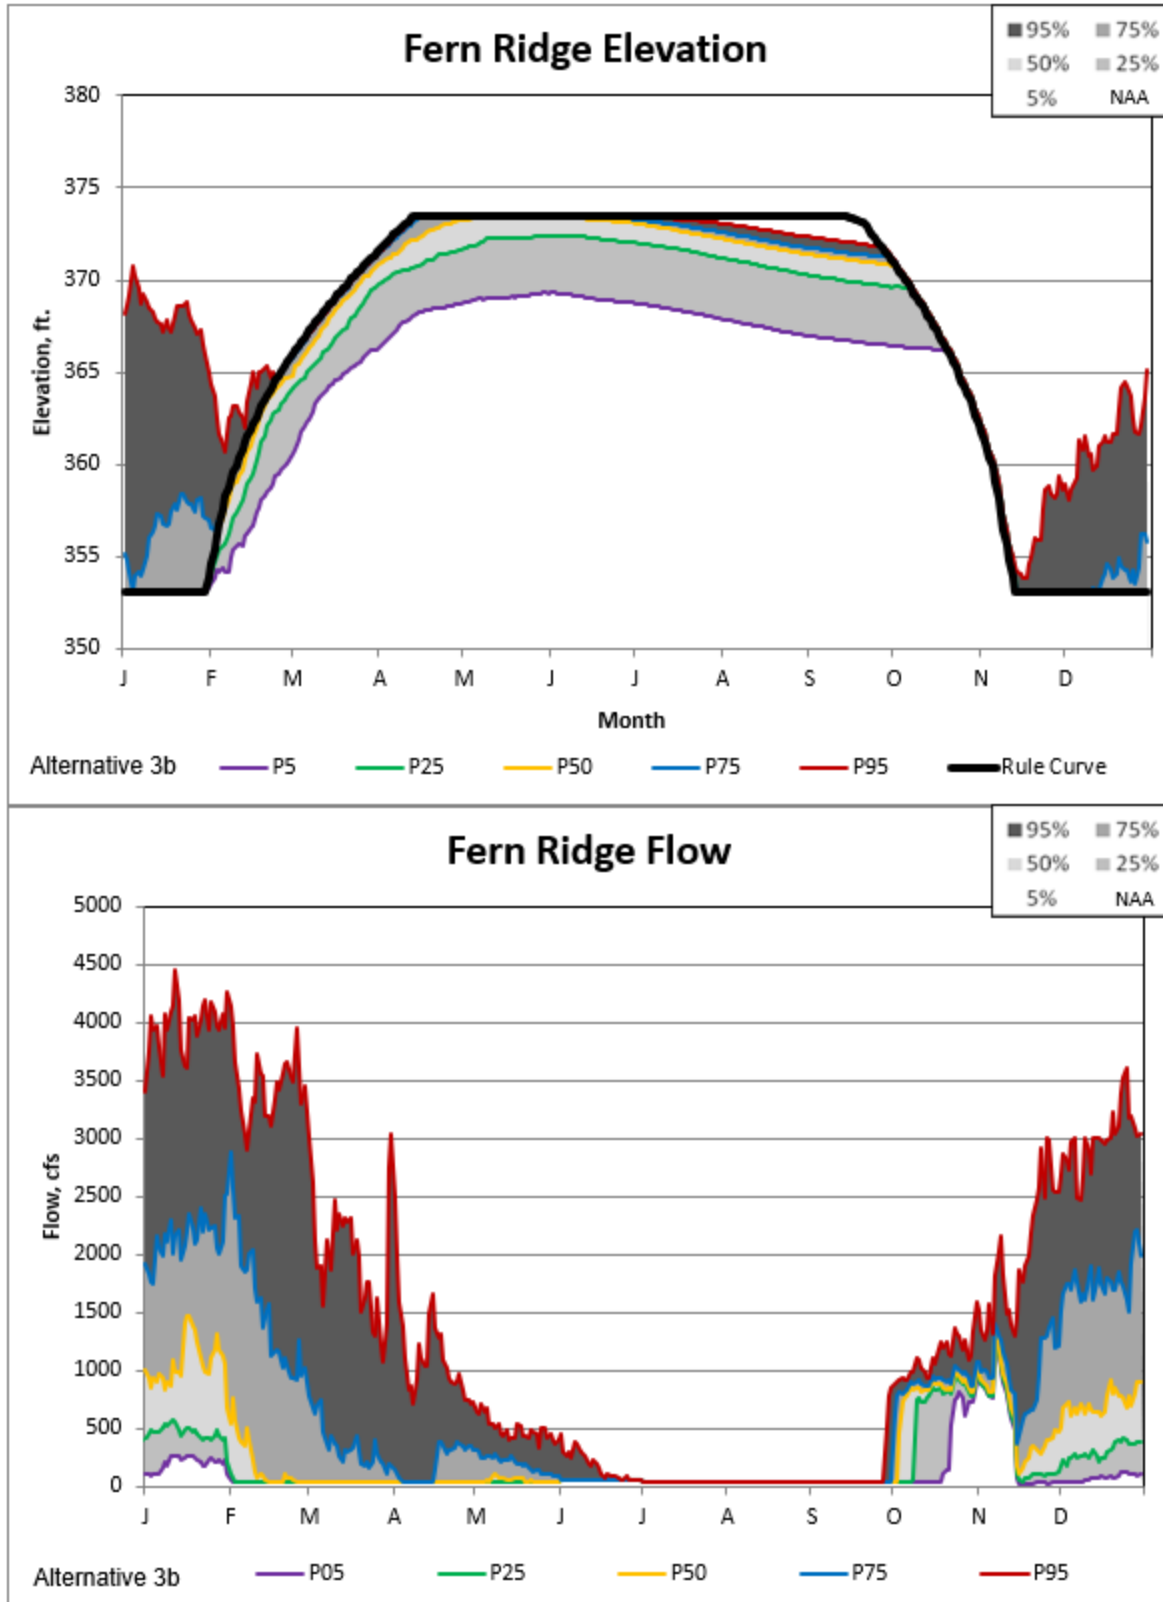 Fern Ridge Elevation
95% 75%
50% 25%
5% NAA
380
375
370
365
360
355
350
Elevation, ft.
J F M A M J J A S O N D
Month
Alternative 3b P5 P25 P50 P75 P95 Rule Curve
Fern Ridge Flow
95% 75%
50% 25%
5% NAA
5000
4500
4000
3500
3000
2500
2000
1500
1000
500
0
Flow, cfs
J F M A M J J A S O N D
Alternative 3b P05 P25 P50 P75 P95